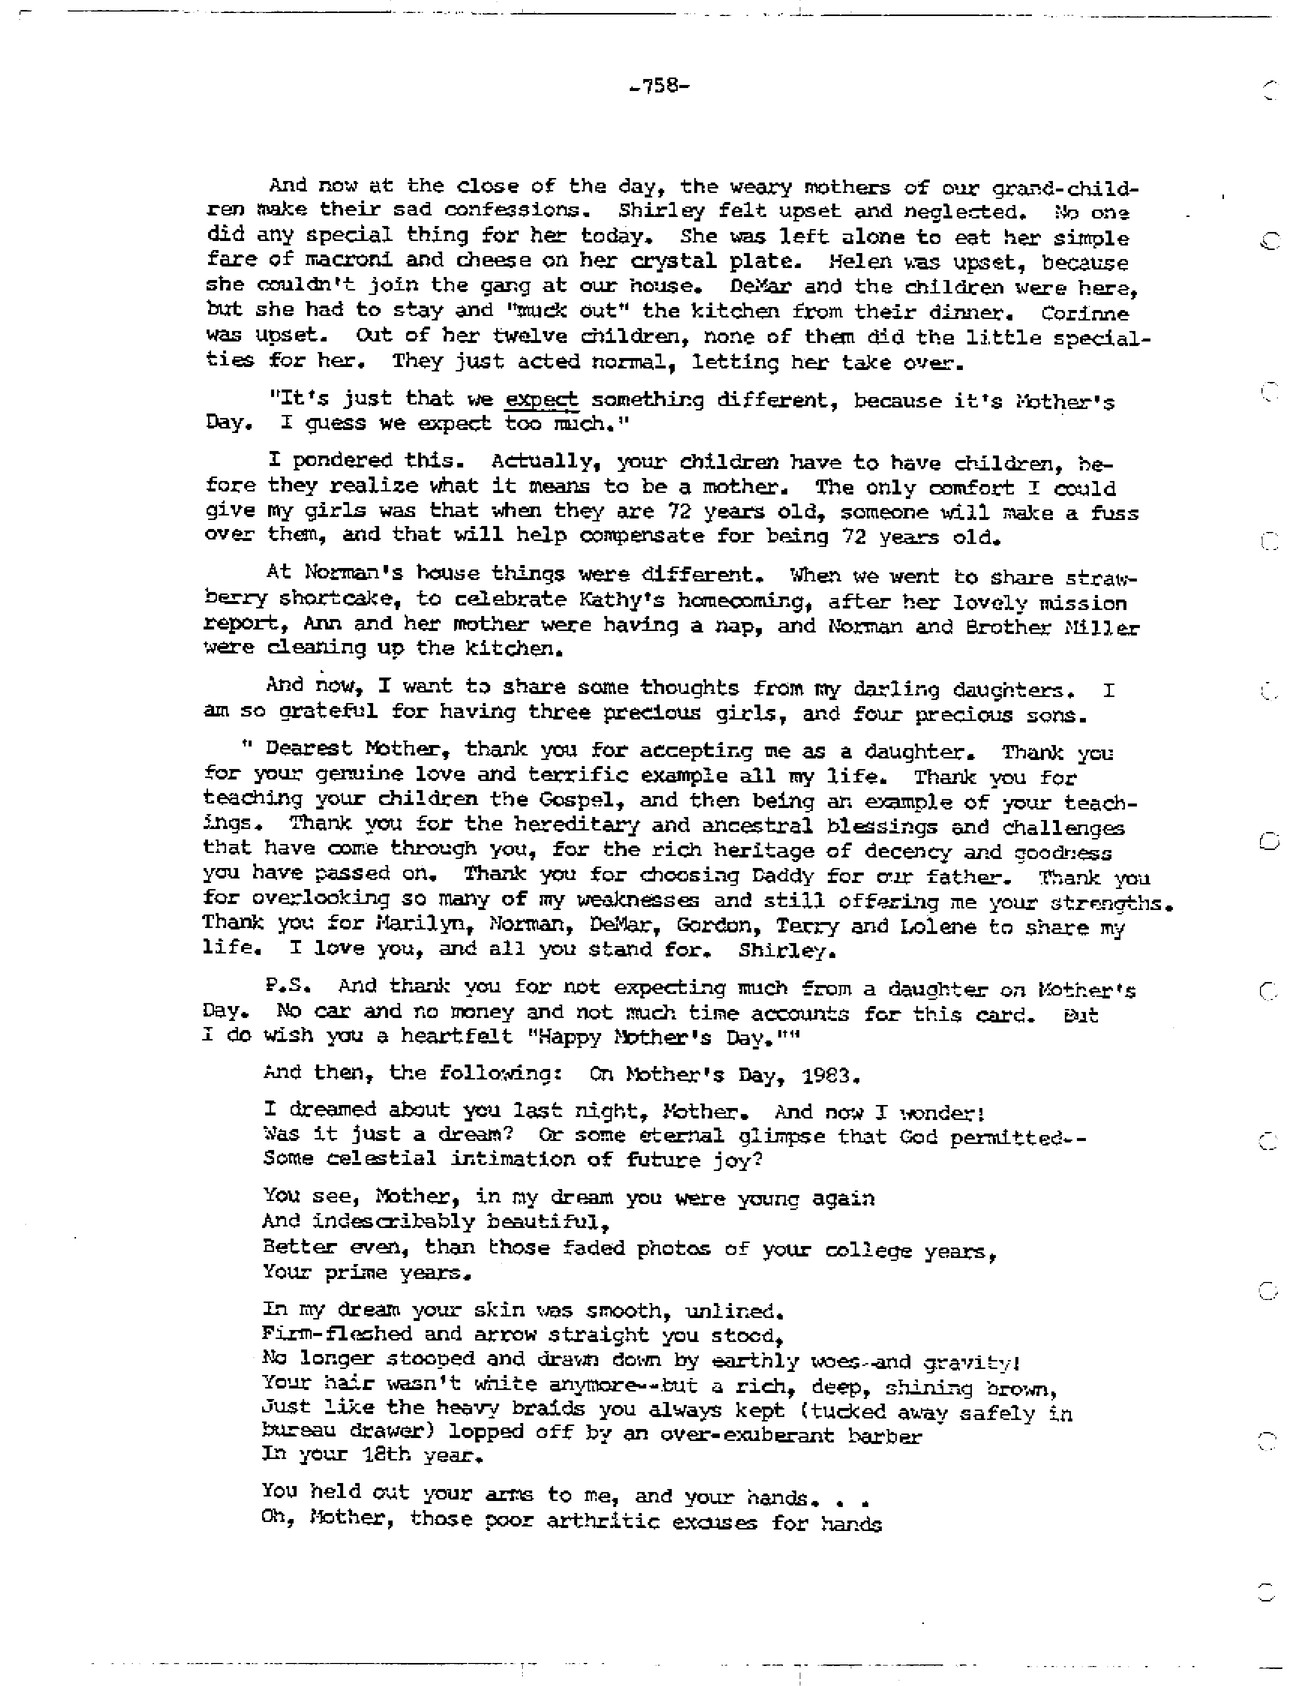 -758-
And now at the close of the day, the weary mothers of our grand-child-
ren make their sad confessions.  Shirley felt upset and neglected.  No one
did any special thing for her today.  She was left alone to eat her simple
fare of macroni and cheese on her crystal plate.  Helen was upset, because
she couldn't join the gang at our house.  DeMar and the children were here,
but she had to stay and "muck out" the kitchen from their dinner.  Corinne
was upset.  Out of her twelve children, none of them did the little special-
ties for her.  They just acted normal, letting her take over.
"It's just that we expect something different, because it's Mother's
Day.  I guess we expect too much."
I pondered this.  Actually, your children have to have children, be-
fore they realize what it means to be a mother.  The only comfort I could
give my girls was that when they are 72 years old, someone will make a fuss
over them, and that will help compensate for being 72 years old.
At Norman's house things were different.  When we went to share straw-
berry shortcake, to celebrate Kathy's homecoming, after her lovely mission
report, Ann and her mother were having a nap, and Norman and Brother Miller
were cleaning up the kitchen.
And now, I want to share some thoughts from my darling daughters.  I
am so grateful for having three precious girls, and four precious sons.
" Dearest Mother, thank you for accepting me as a daughter.  Thank you
for your genuine love and terrific example all my life.  Thank you for
teaching your children the Gospel, and then being an example of your teach-
ings.  Thank you for the hereditary and ancestral blessings and challenges
that have come through you, for the rich heritage of decency and goodness
you have passed on.  Thank you for choosing Daddy for our father.  Thank you
for overlooking so many of my weaknesses and still offering me your strengths.
Thank you for Marilyn, Norman, DeMar, Gordon, Terry and Lolene to share my
life.  I love you, and all you stand for.  Shirley.
P.S.  And thank you for not expecting much from a daughter on Mother's
Day.  No car and no money and not much time accounts for this card.  But
I do wish you a heartfelt "Happy Mother's Day.""
And then, the following:  On Mother's Day, 1983.
I dreamed about you last night, Mother.  And now I wonder!
Was it just a dream?  Or some eternal glimpse that God permitted--
Some celestial intimation of future joy?
You see, Mother, in my dream you were young again
And indescribably beautiful,
Better even, than those faded photos of your college years,
Your prime years.
In my dream your skin was smooth, unlined.
Firm-fleshed and arrow straight you stood,
No longer stooped and drawn down by earthly woes--and gravity!
Your hair wasn't white anymore--but a rich, deep, shining brown,
Just like the heavy braids you always kept (tucked away safely in
bureau drawer) lopped off by an over-exuberant barber
In your 18th year.
You held out your arms to me, and your hands. . .
Oh, Mother, those poor arthritic excuses for hands